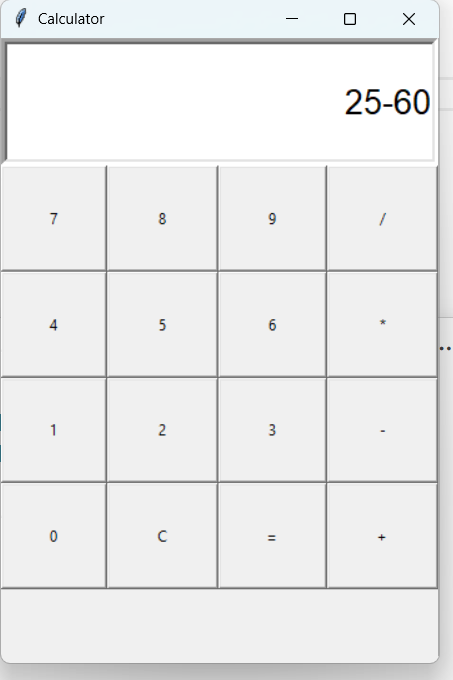 Calculator
25-60
7 8 9 /
4 5 6 *
1 2 3 -
0 C = +